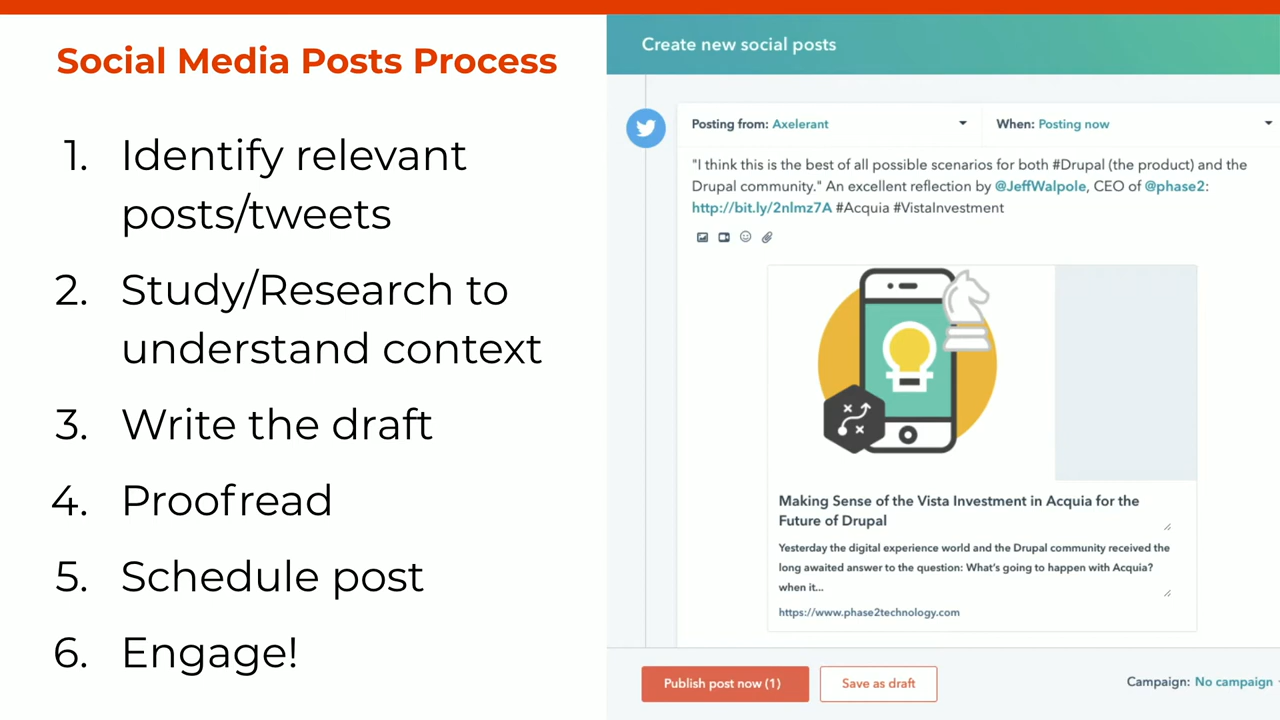 Social Media Posts Process
1. Identify relevant
posts/tweets
2. Study/Research to
understand context
3. Write the draft
4. Proofread
5. Schedule post
6. Engage!
Create new social posts
Posting from: Axelerant
When: Posting now
"I think this is the best of all possible scenarios for both #Drupal (the product) and the
Drupal community." An excellent reflection by @JeffWalpole, CEO of @phase2:
http://bit.ly/2nlmz7A #Acquia #VistaInvestment
Making Sense of the Vista Investment in Acquia for the
Future of Drupal
Yesterday the digital experience world and the Drupal community received the
long awaited answer to the question: What's going to happen with Acquia?
when it...
https://www.phase2technology.com
Publish post now (1)
Save as draft
Campaign: No campaign